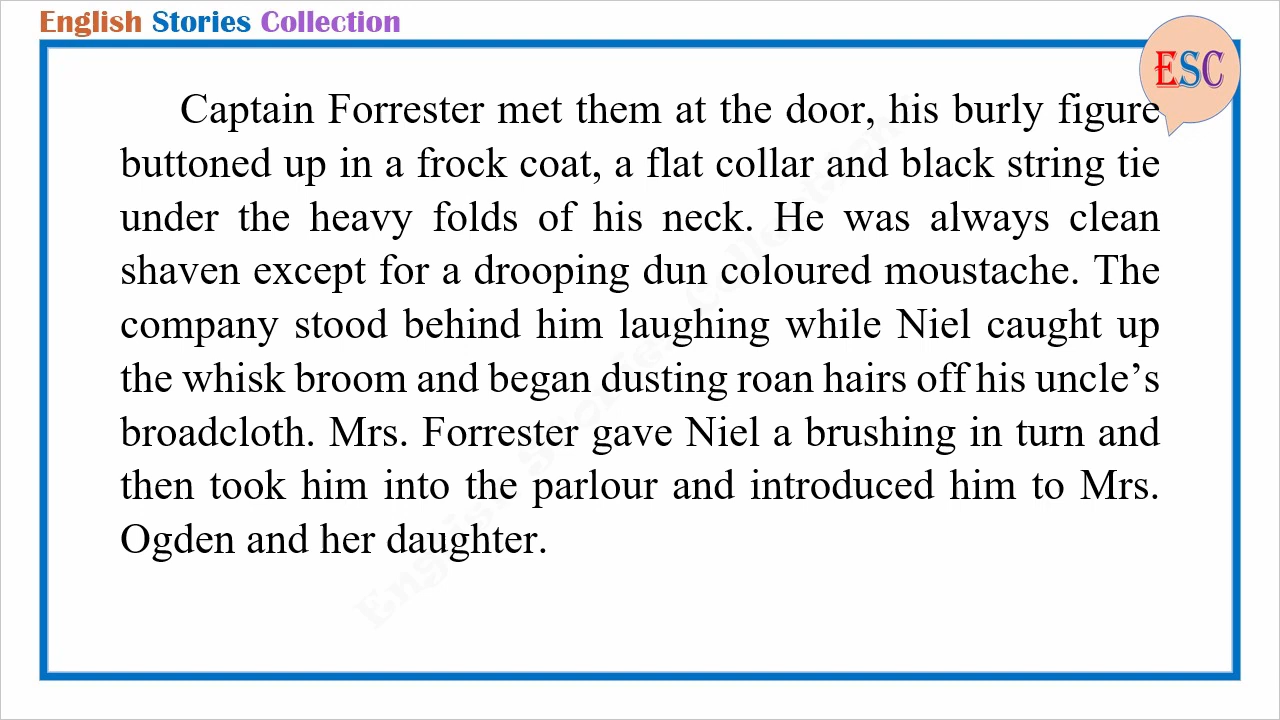 English Stories Collection
ESC
Captain Forrester met them at the door, his burly figure
buttoned up in a frock coat, a flat collar and black string tie
under the heavy folds of his neck. He was always clean
shaven except for a drooping dun coloured moustache. The
company stood behind him laughing while Niel caught up
the whisk broom and began dusting roan hairs off his uncle’s
broadcloth. Mrs. Forrester gave Niel a brushing in turn and
then took him into the parlour and introduced him to Mrs.
Ogden and her daughter.
English Stories Collection